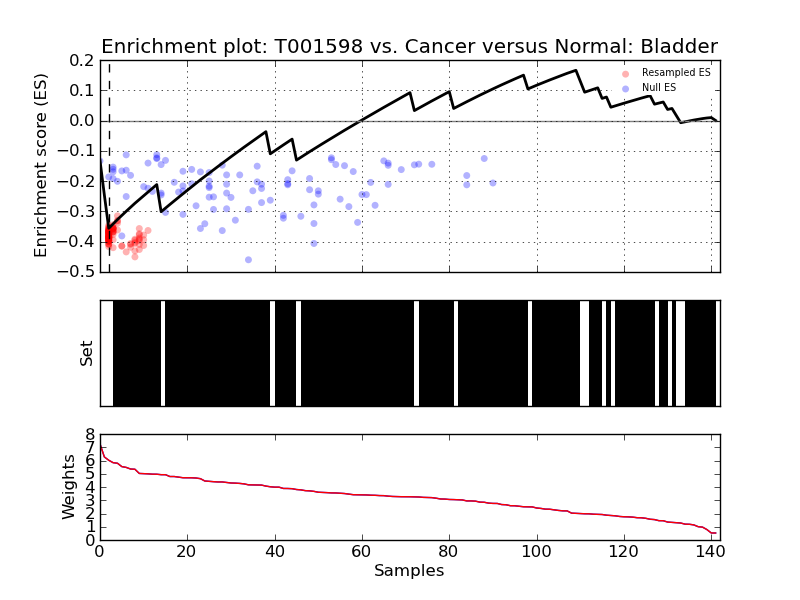 Enrichment plot: T001598 vs. Cancer versus Normal: Bladder
Enrichment score (ES)
0.2
0.1
0.0
−0.1
−0.2
−0.3
−0.4
−0.5
Resampled ES
Null ES
Set
Weights
8
7
6
5
4
3
2
1
0
0 20 40 60 80 100 120 140
Samples